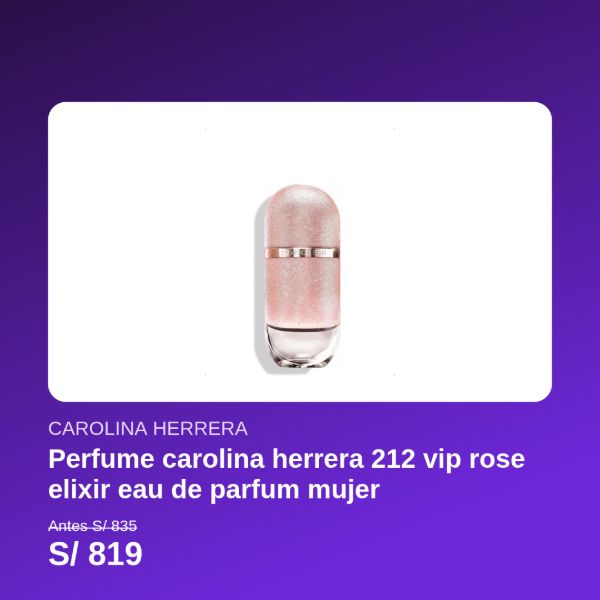 CAROLINA HERRERA
Perfume carolina herrera 212 vip rose
elixir eau de parfum mujer
Antes S/ 835
S/ 819